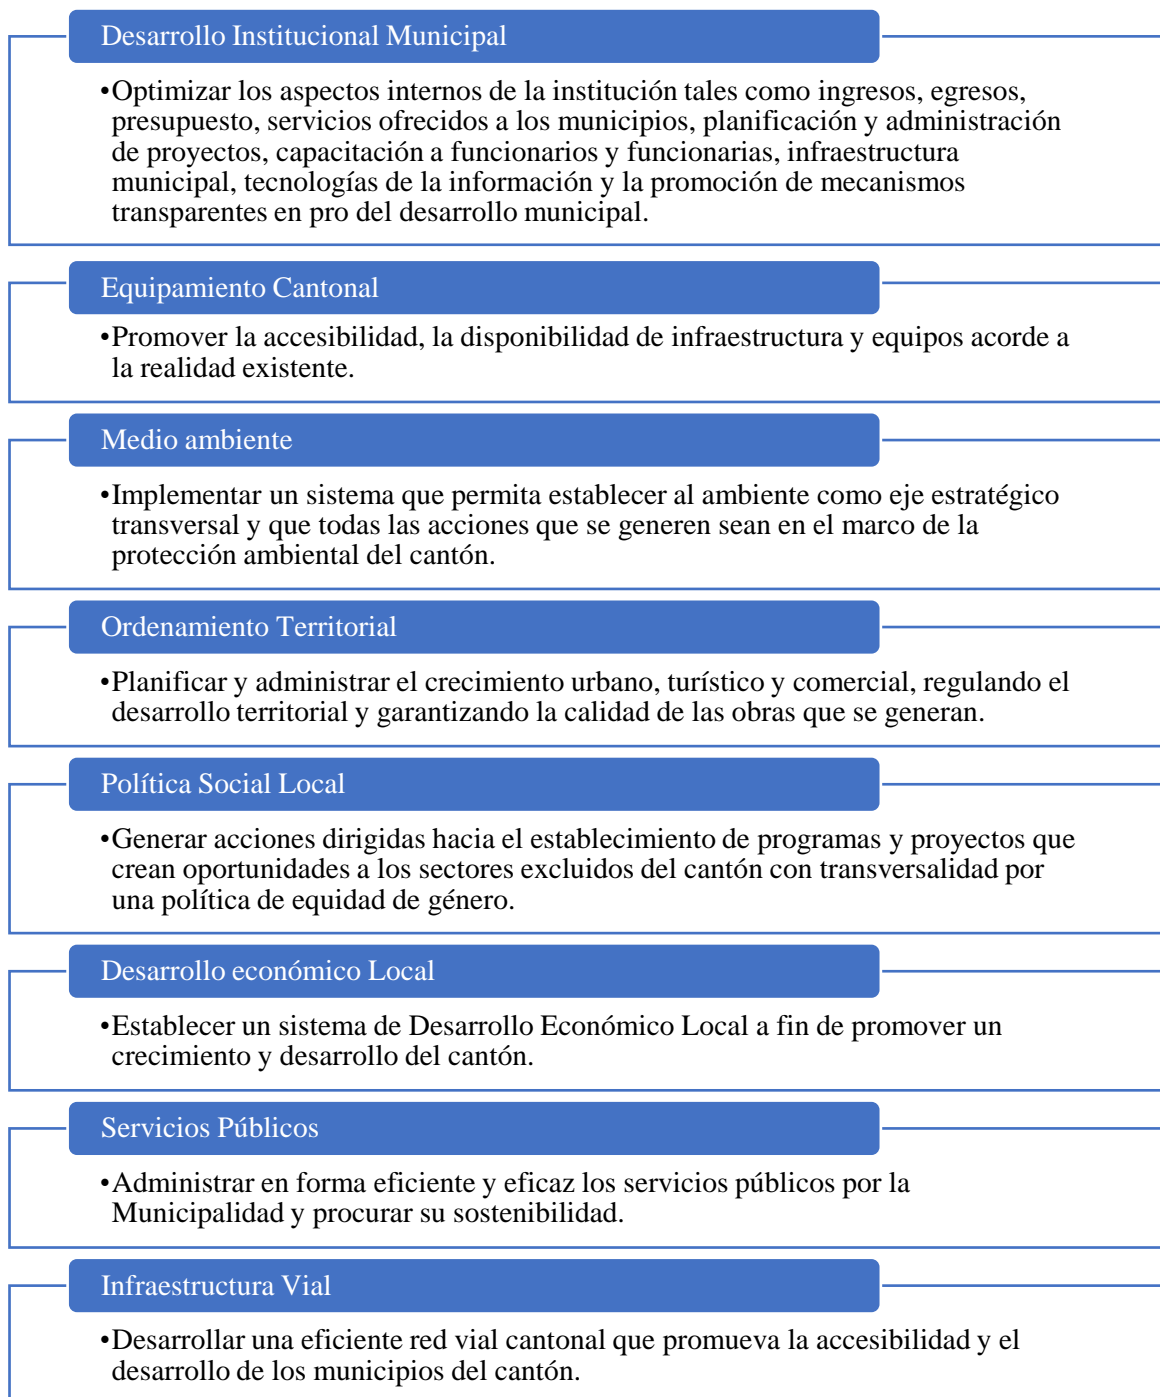 Desarrollo Institucional Municipal
•Optimizar los aspectos internos de la institución tales como ingresos, egresos,
presupuesto, servicios ofrecidos a los municipios, planificación y administración
de proyectos, capacitación a funcionarios y funcionarias, infraestructura
municipal, tecnologías de la información y la promoción de mecanismos
transparentes en pro del desarrollo municipal.
Equipamiento Cantonal
•Promover la accesibilidad, la disponibilidad de infraestructura y equipos acorde a
la realidad existente.
Medio ambiente
•Implementar un sistema que permita establecer al ambiente como eje estratégico
transversal y que todas las acciones que se generen sean en el marco de la
protección ambiental del cantón.
Ordenamiento Territorial
•Planificar y administrar el crecimiento urbano, turístico y comercial, regulando el
desarrollo territorial y garantizando la calidad de las obras que se generan.
Política Social Local
•Generar acciones dirigidas hacia el establecimiento de programas y proyectos que
crean oportunidades a los sectores excluidos del cantón con transversalidad por
una política de equidad de género.
Desarrollo económico Local
•Establecer un sistema de Desarrollo Económico Local a fin de promover un
crecimiento y desarrollo del cantón.
Servicios Públicos
•Administrar en forma eficiente y eficaz los servicios públicos por la
Municipalidad y procurar su sostenibilidad.
Infraestructura Vial
•Desarrollar una eficiente red vial cantonal que promueva la accesibilidad y el
desarrollo de los municipios del cantón.